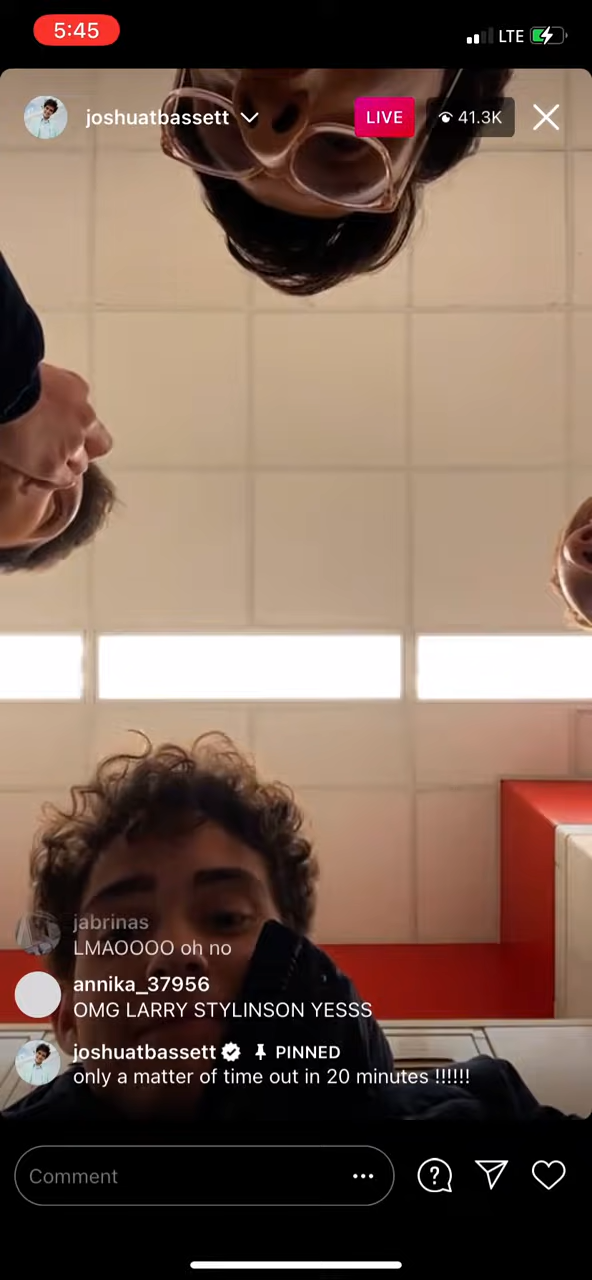 5:45
LTE
joshuatbassett
LIVE
41.3K
jabrinas
LMAOOOO oh no
annika_37956
OMG LARRY STYLINSON YESSS
joshuatbassett PINNED
only a matter of time out in 20 minutes !!!!!!
Comment